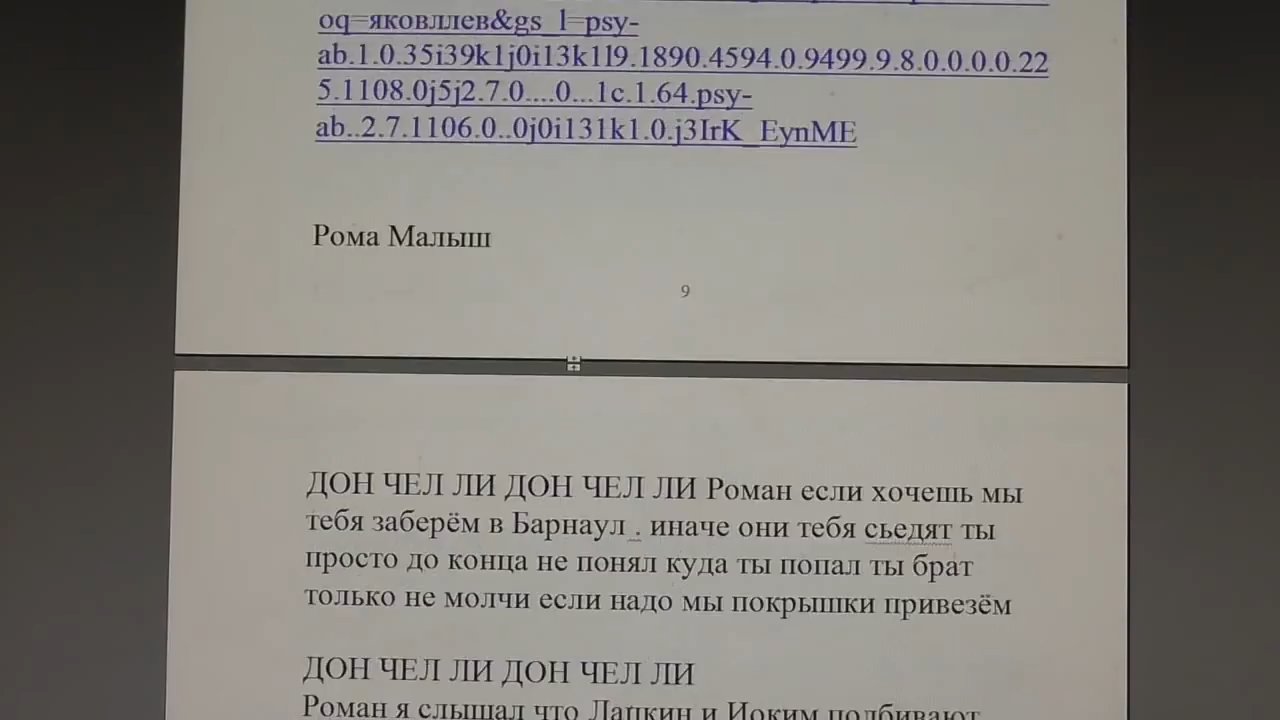 oq=яковллев&gs_l=psy-
ab.1.0.35i39k1j0i13k1l9.1890.4594.0.9499.9.8.0.0.0.0.22
5.1108.0j5j2.7.0....0...1c.1.64.psy-
ab..2.7.1106.0..0j0i131k1.0.j3IrK_EynME
Рома Малыш
9
ДОН ЧЕЛ ЛИ ДОН ЧЕЛ ЛИ Роман если хочешь мы
тебя заберём в Барнаул . иначе они тебя сьедят ты
просто до конца не понял куда ты попал ты брат
только не молчи если надо мы покрышки привезём
ДОН ЧЕЛ ЛИ ДОН ЧЕЛ ЛИ
Роман я слышал что Лапкин и Иоким подбивают